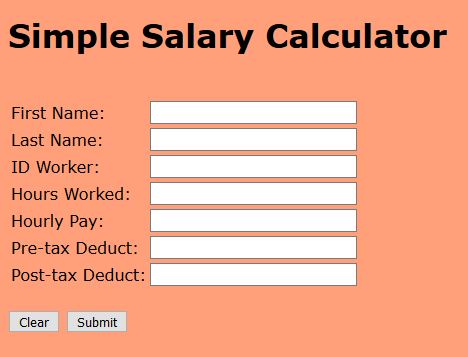 Simple Salary Calculator
First Name:
Last Name:
ID Worker:
Hours Worked:
Hourly Pay:
Pre-tax Deduct:
Post-tax Deduct:
Clear Submit